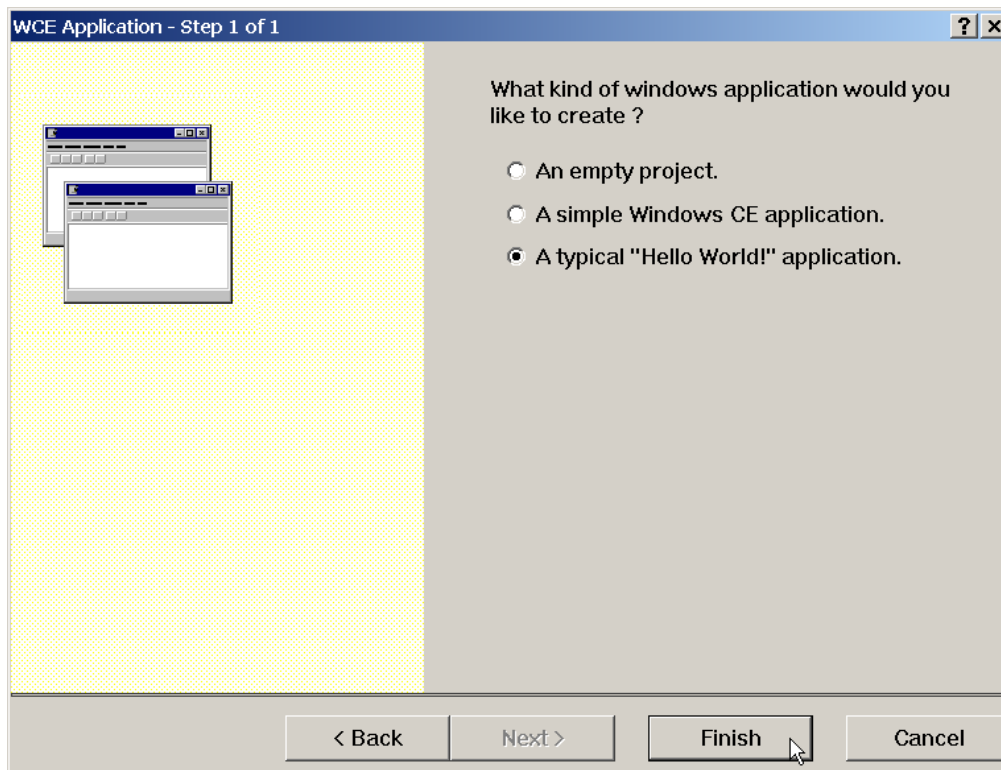 WCE Application - Step 1 of 1
What kind of windows application would you
like to create ?
An empty project.
A simple Windows CE application.
A typical "Hello World!" application.
< Back
Next >
Finish
Cancel